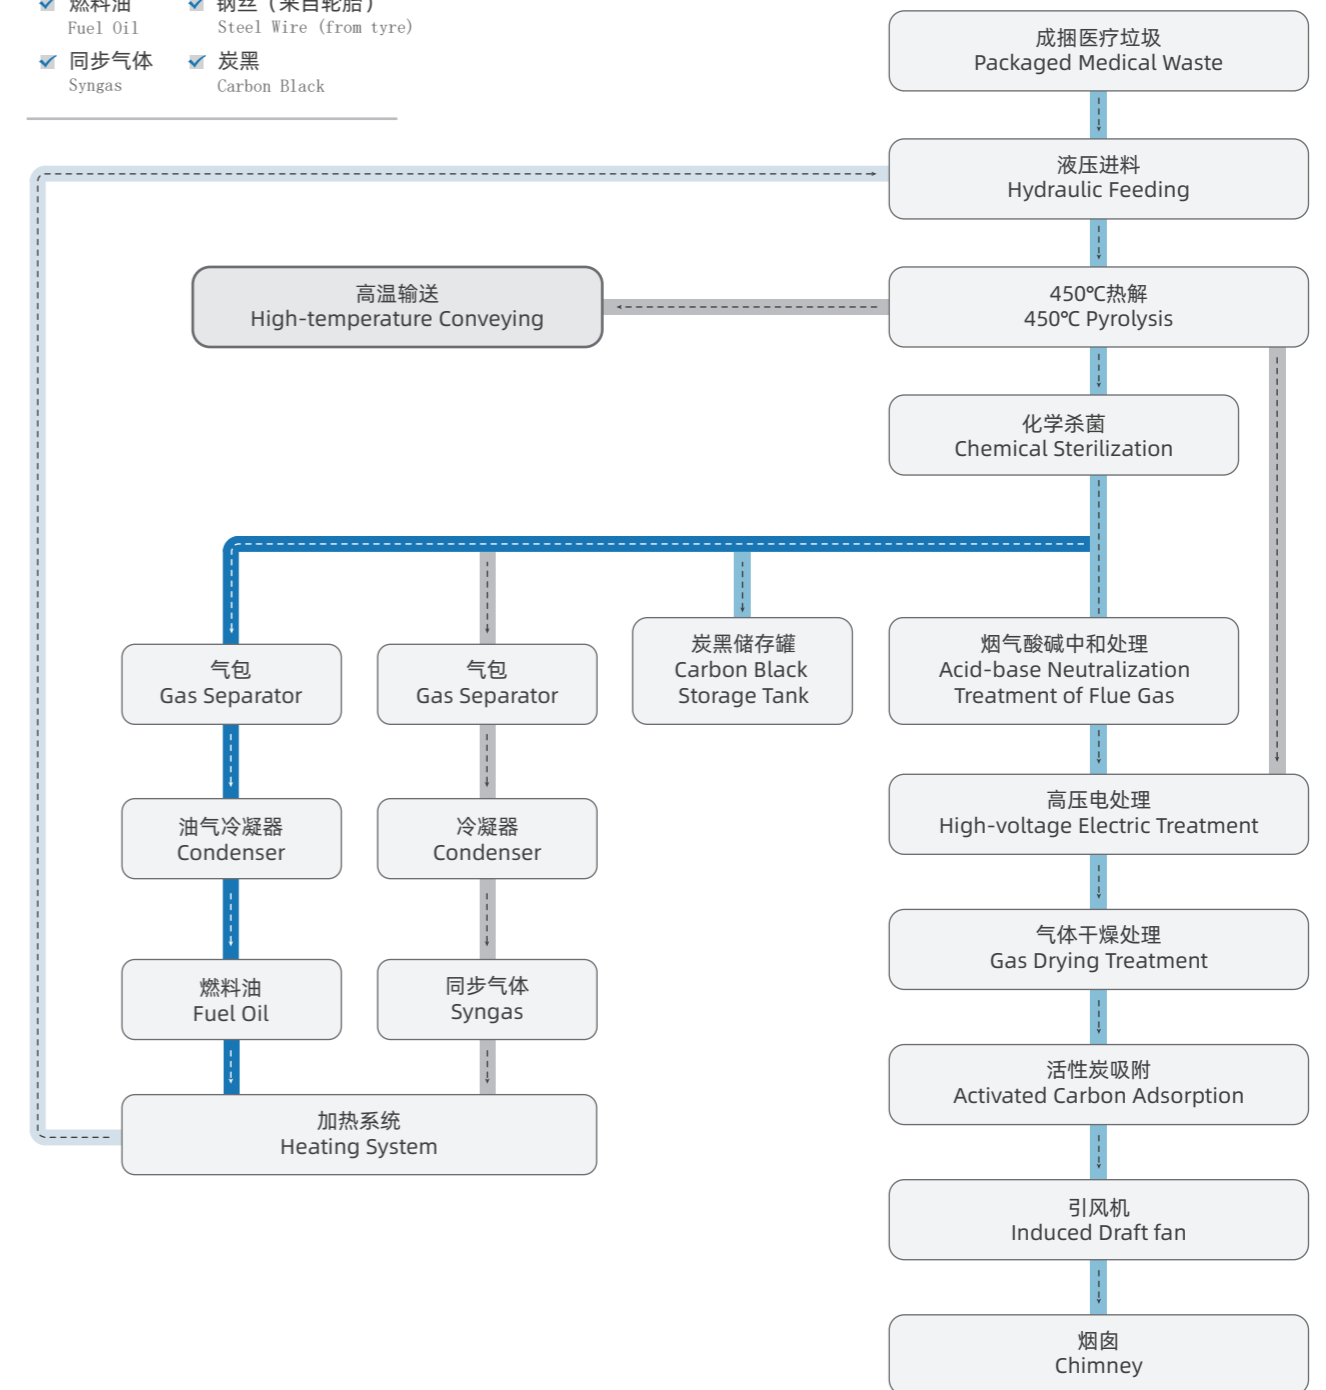 燃料油
钢丝（来自轮胎）
Fuel Oil
Steel Wire (from tyre)
同步气体
炭黑
Syngas
Carbon Black
成捆医疗垃圾
Packaged Medical Waste
液压进料
Hydraulic Feeding
高温输送
High-temperature Conveying
450℃热解
450℃ Pyrolysis
化学杀菌
Chemical Sterilization
气包
Gas Separator
气包
Gas Separator
炭黑储存罐
Carbon Black
Storage Tank
烟气酸碱中和处理
Acid-base Neutralization
Treatment of Flue Gas
油气冷凝器
Condenser
冷凝器
Condenser
高压电处理
High-voltage Electric Treatment
燃料油
Fuel Oil
同步气体
Syngas
气体干燥处理
Gas Drying Treatment
活性炭吸附
Activated Carbon Adsorption
加热系统
Heating System
引风机
Induced Draft fan
烟囱
Chimney